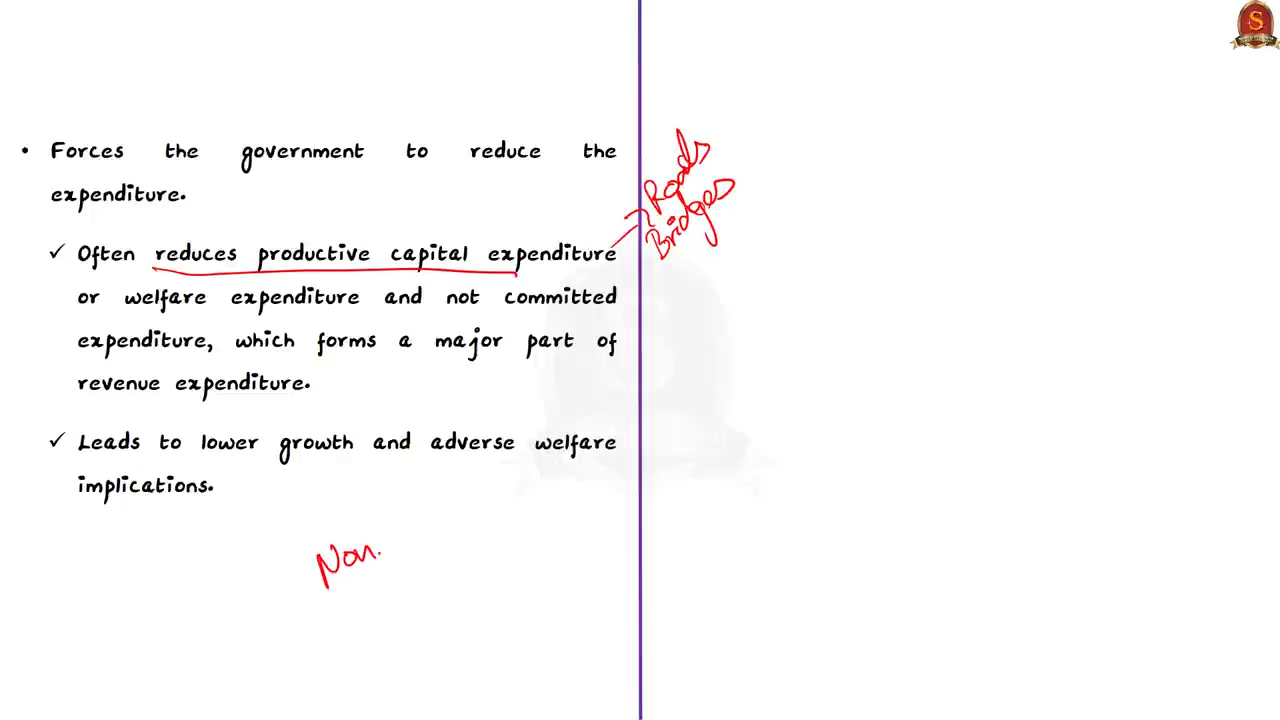 • Forces the government to reduce the
expenditure.
✓ Often reduces productive capital expenditure
or welfare expenditure and not committed
expenditure, which forms a major part of
revenue expenditure.
✓ Leads to lower growth and adverse welfare
implications.
Roads
Bridges